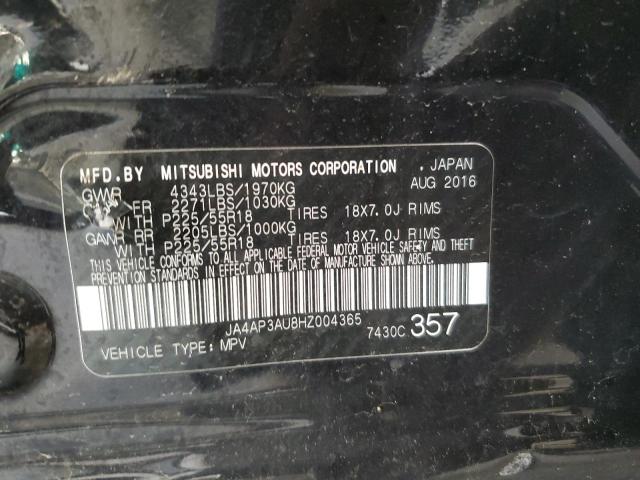 MFD.BY MITSUBISHI MOTORS CORPORATION , JAPAN
GVWR 4343LBS/1970KG AUG 2016
FR 2271LBS/1030KG
WITH P225/55R18 TIRES 18X7.0J RIMS
GAWR RR 2205LBS/1000KG
WITH P225/55R18 TIRES 18X7.0J RIMS
THIS VEHICLE CONFORMS TO ALL APPLICABLE FEDERAL MOTOR VEHICLE SAFETY AND THEFT
PREVENTION STANDARDS IN EFFECT ON THE DATE OF MANUFACTURE SHOWN ABOVE.
JA4AP3AU8HZ004365
7430C 357
VEHICLE TYPE: MPV